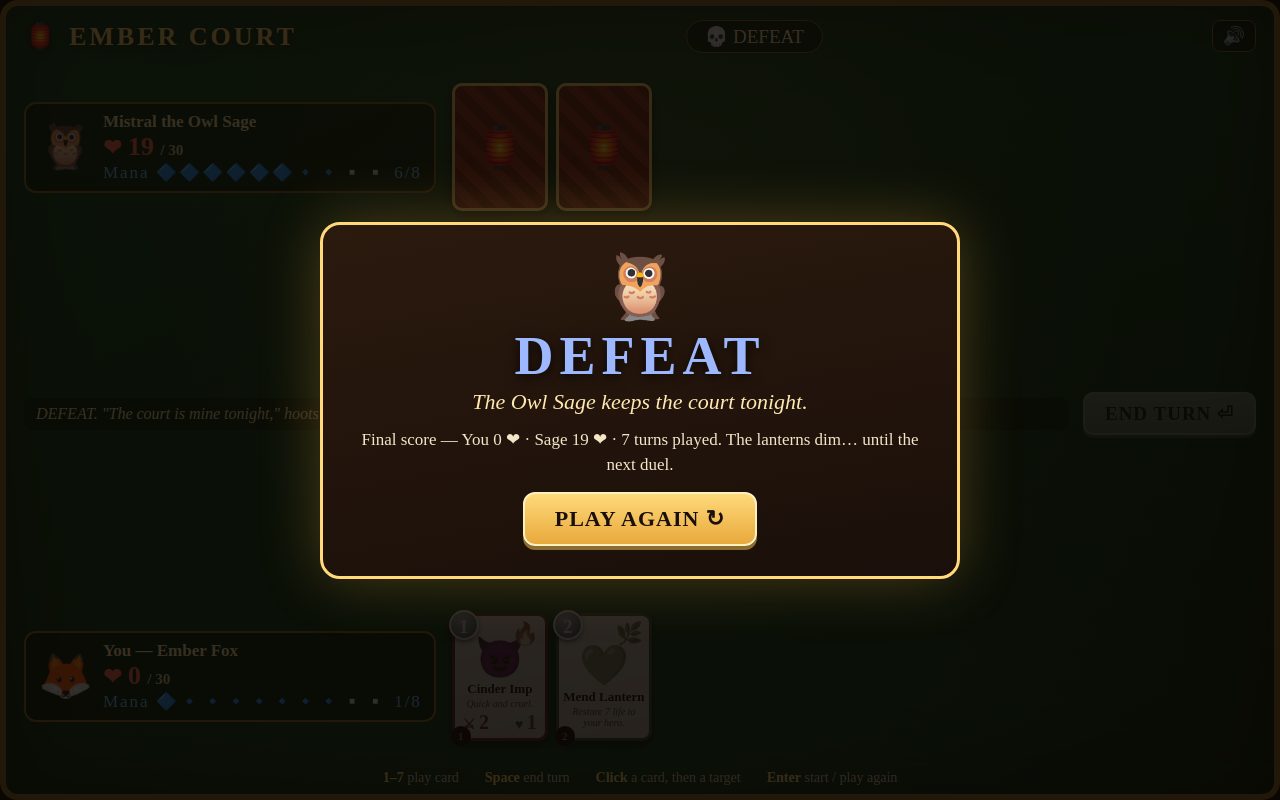 EMBER COURT
💀 DEFEAT
Mistral the Owl Sage
❤ 19 / 30
Mana 6/8
DEFEAT
The Owl Sage keeps the court tonight.
Final score — You 0 ❤ · Sage 19 ❤ · 7 turns played. The lanterns dim… until the
next duel.
PLAY AGAIN ↻
DEFEAT. "The court is mine tonight," hoots
END TURN ⏎
You — Ember Fox
❤ 0 / 30
Mana 1/8
1
Cinder Imp
Quick and cruel.
⚔ 2 ♥ 1
1
2
Mend Lantern
Restore 7 life to
your hero.
2
1–7 play card Space end turn Click a card, then a target Enter start / play again